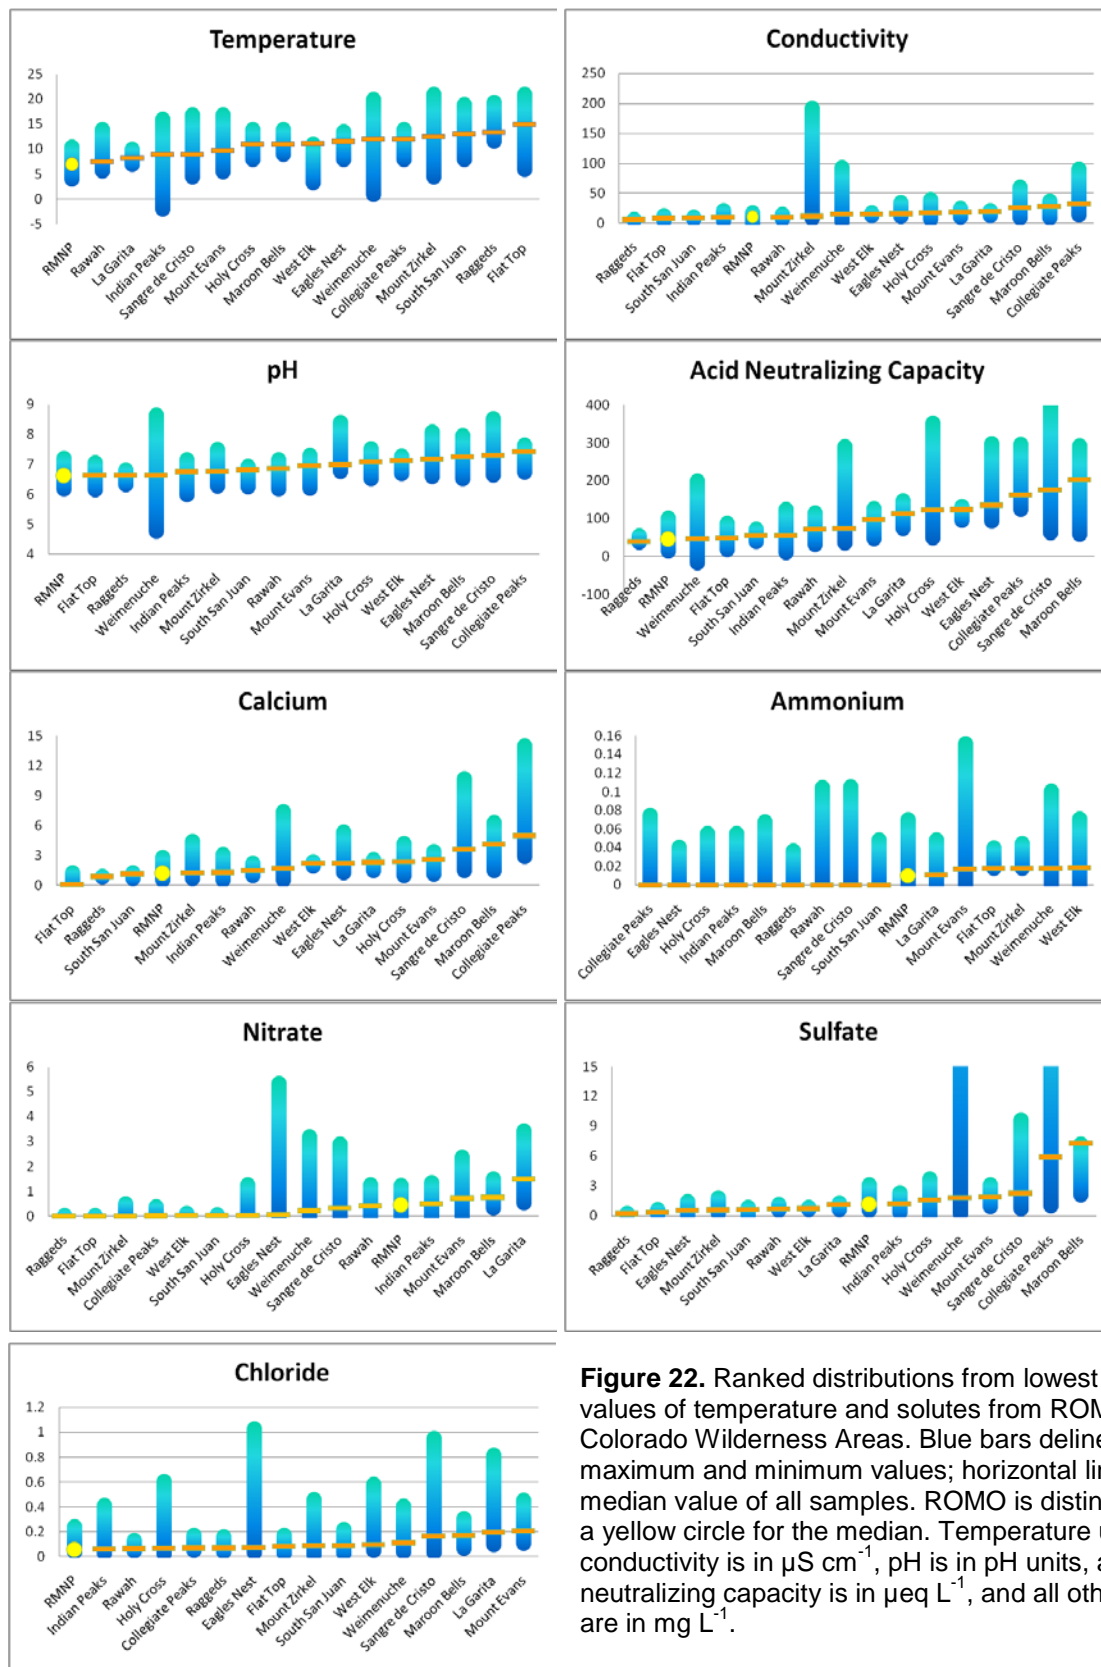 Temperature
25
20
15
10
5
0
-5
RMNP
Rawah
La Garita
Indian Peaks
Sangre de Cristo
Mount Evans
Holy Cross
Maroon Bells
West Elk
Eagles Nest
Weimenuche
Collegiate Peaks
Mount Zirkel
South San Juan
Raggeds
Flat Top
Conductivity
250
200
150
100
50
0
Raggeds
Flat Top
South San Juan
Indian Peaks
RMNP
Rawah
Mount Zirkel
Weimenuche
West Elk
Eagles Nest
Holy Cross
Mount Evans
La Garita
Sangre de Cristo
Maroon Bells
Collegiate Peaks
pH
9
8
7
6
5
4
RMNP
Flat Top
Raggeds
Weimenuche
Indian Peaks
Mount Zirkel
South San Juan
Rawah
Mount Evans
La Garita
Holy Cross
West Elk
Eagles Nest
Maroon Bells
Sangre de Cristo
Collegiate Peaks
Acid Neutralizing Capacity
400
300
200
100
0
-100
Raggeds
RMNP
Weimenuche
Flat Top
South San Juan
Indian Peaks
Rawah
Mount Zirkel
Mount Evans
La Garita
Holy Cross
West Elk
Eagles Nest
Collegiate Peaks
Sangre de Cristo
Maroon Bells
Calcium
15
12
9
6
3
0
Flat Top
Raggeds
South San Juan
RMNP
Mount Zirkel
Indian Peaks
Rawah
Weimenuche
West Elk
Eagles Nest
La Garita
Holy Cross
Mount Evans
Sangre de Cristo
Maroon Bells
Collegiate Peaks
Ammonium
0.16
0.14
0.12
0.1
0.08
0.06
0.04
0.02
0
Collegiate Peaks
Eagles Nest
Holy Cross
Indian Peaks
Maroon Bells
Raggeds
Rawah
Sangre de Cristo
South San Juan
RMNP
La Garita
Mount Evans
Flat Top
Mount Zirkel
Weimenuche
West Elk
Nitrate
6
5
4
3
2
1
0
Raggeds
Flat Top
Mount Zirkel
Collegiate Peaks
West Elk
South San Juan
Holy Cross
Eagles Nest
Weimenuche
Sangre de Cristo
Rawah
RMNP
Indian Peaks
Mount Evans
Maroon Bells
La Garita
Sulfate
15
12
9
6
3
0
Raggeds
Flat Top
Eagles Nest
Mount Zirkel
South San Juan
Rawah
West Elk
La Garita
RMNP
Indian Peaks
Holy Cross
Weimenuche
Mount Evans
Sangre de Cristo
Collegiate Peaks
Maroon Bells
Chloride
1.2
1
0.8
0.6
0.4
0.2
0
RMNP
Indian Peaks
Rawah
Holy Cross
Collegiate Peaks
Raggeds
Eagles Nest
Flat Top
Mount Zirkel
South San Juan
West Elk
Weimenuche
Sangre de Cristo
Maroon Bells
La Garita
Mount Evans
Figure 22. Ranked distributions from lowest
values of temperature and solutes from ROM
Colorado Wilderness Areas. Blue bars deline
maximum and minimum values; horizontal lin
median value of all samples. ROMO is distin
a yellow circle for the median. Temperature u
conductivity is in µS cm⁻¹, pH is in pH units, a
neutralizing capacity is in µeq L⁻¹, and all oth
are in mg L⁻¹.